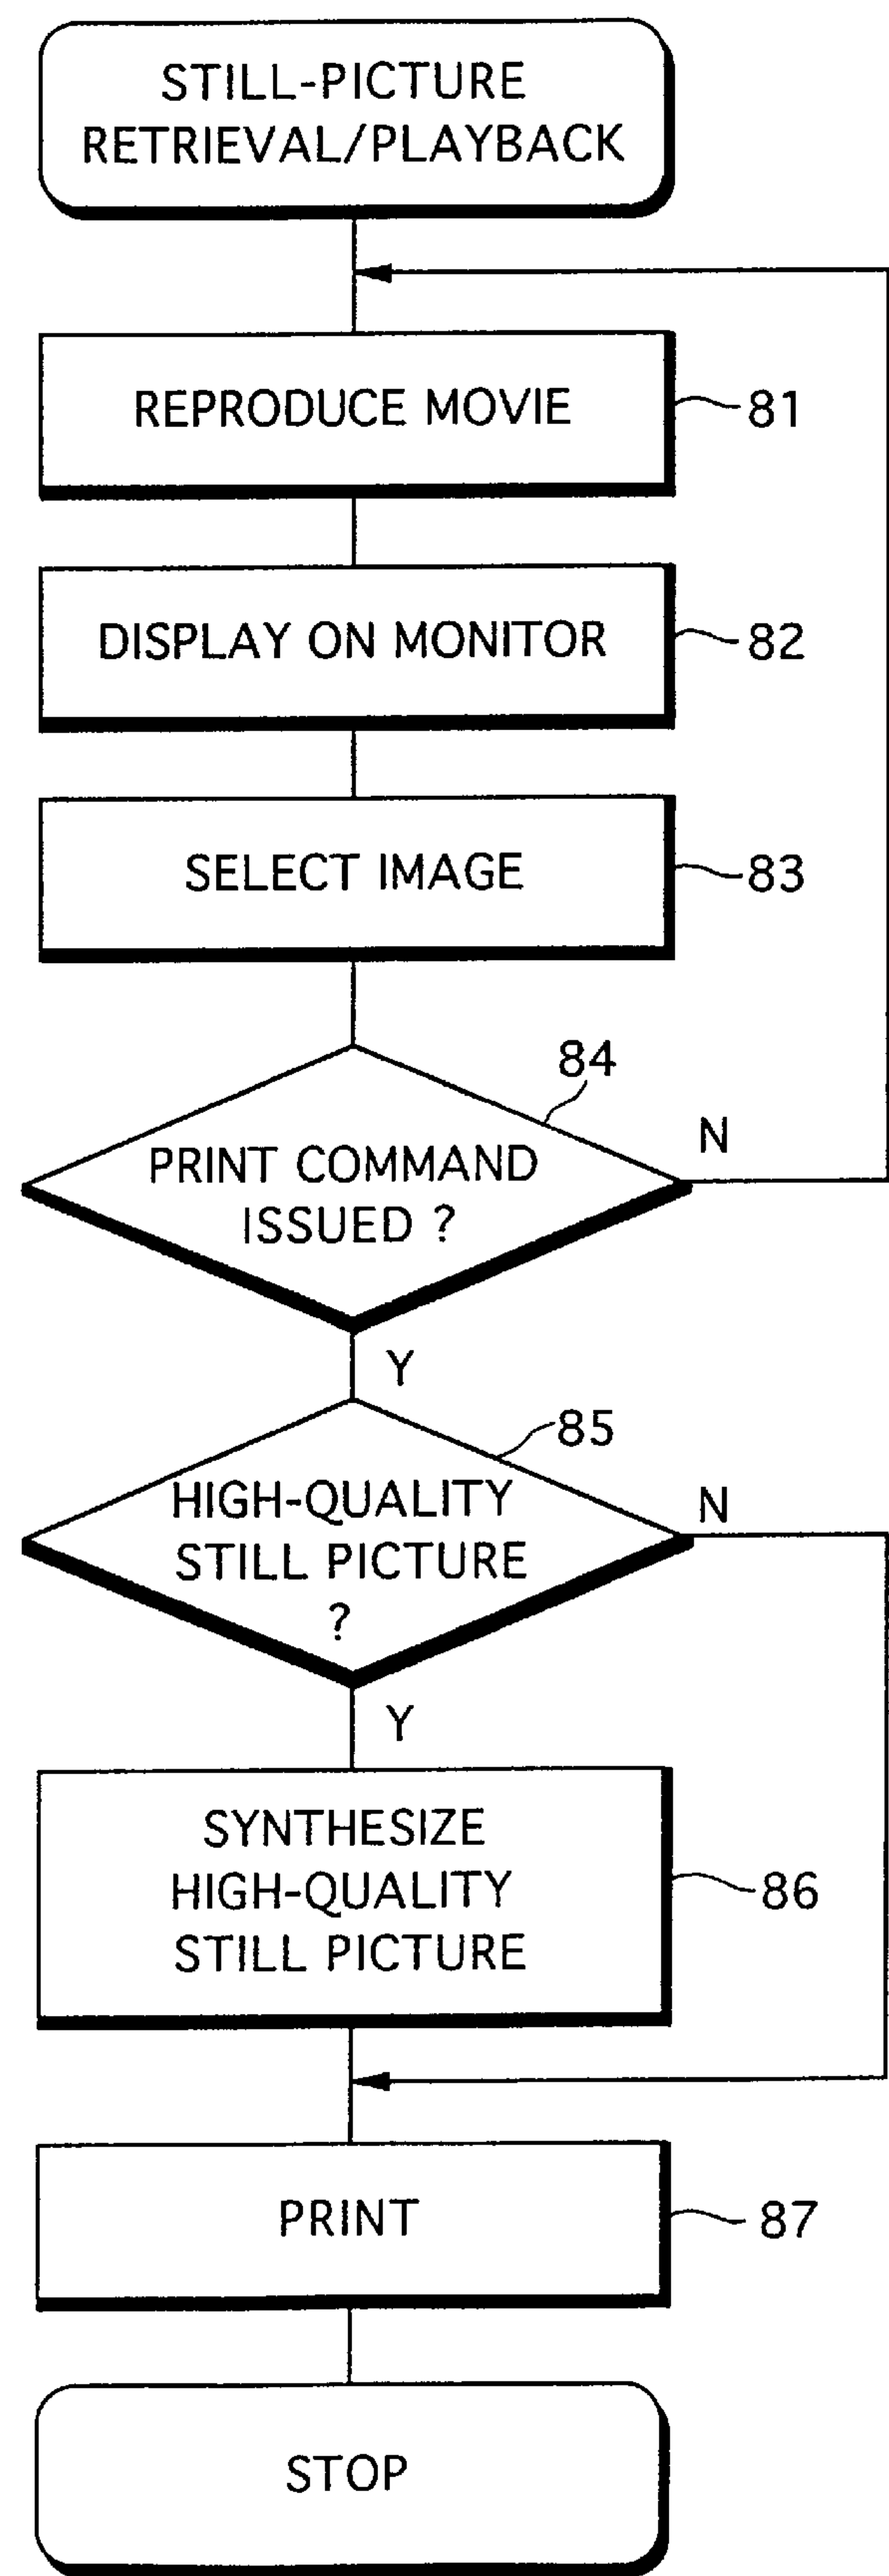 STILL-PICTURE
RETRIEVAL/PLAYBACK
REPRODUCE MOVIE
81
DISPLAY ON MONITOR
82
SELECT IMAGE
83
84
PRINT COMMAND
ISSUED ?
N
Y
85
HIGH-QUALITY
STILL PICTURE
?
N
Y
SYNTHESIZE
HIGH-QUALITY
STILL PICTURE
86
PRINT
87
STOP